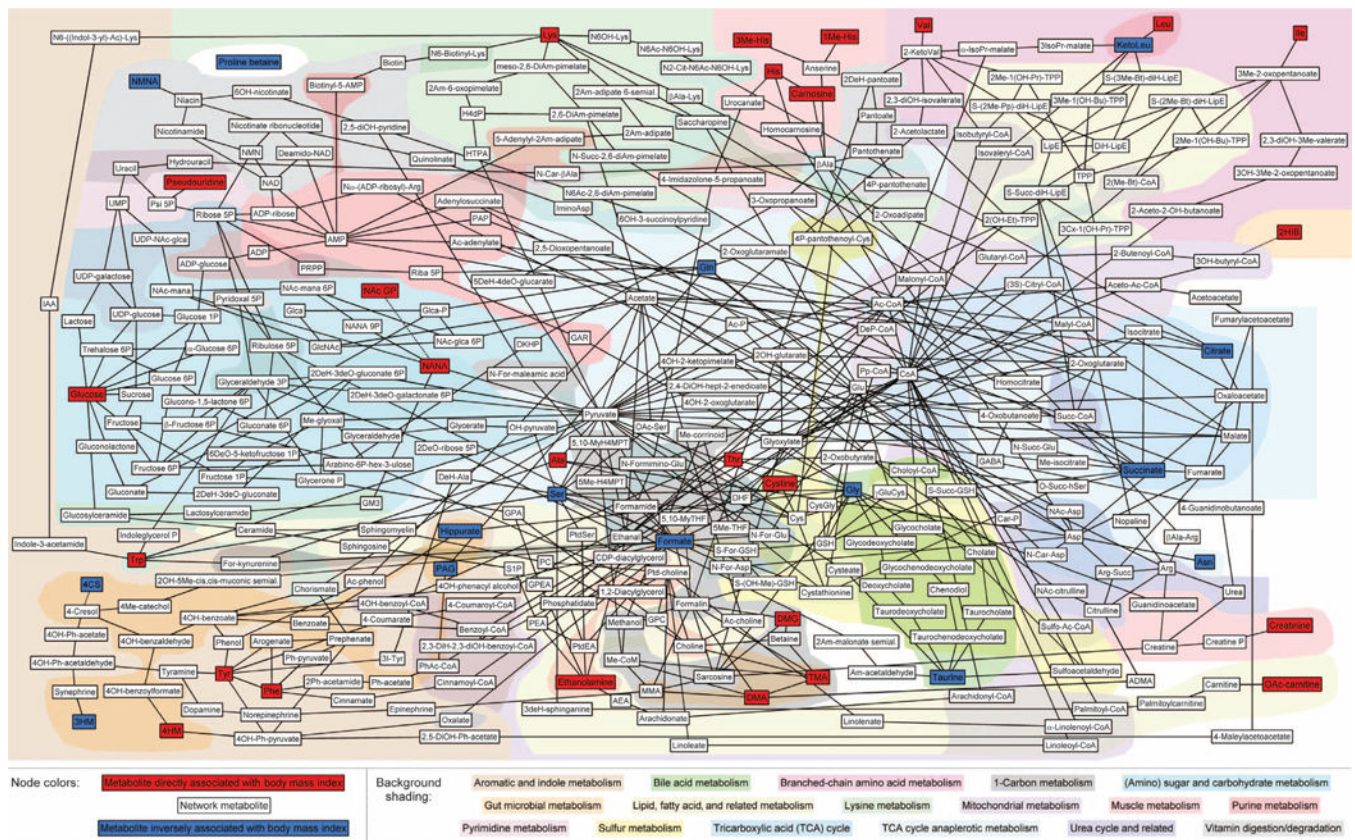 N6-((Indol-3-yl)-Ac)-Lys
Lys
N6OH-Lys
3Me-His
1Me-His
Val
Leu
Ile
Proline betaine
N6-Biotinyl-Lys
N6Ac-N6OH-Lys
Anserine
2-KetoVal
α-IsoPr-malate
3IsoPr-malate
KetoLeu
NMNA
Biotin
meso-2,6-DiAm-pimelate
N2-Cit-N6Ac-N6OH-Lys
His
2DeH-pantoate
2Me-1(OH-Pr)-TPP
S-(3Me-Bt)-diH-LipE
3Me-2-oxopentanoate
6OH-nicotinate
Biotinyl-5-AMP
2Am-6-oxopimelate
2Am-adipate 6-semial.
βAla-Lys
Urocanate
Carnosine
2,3-diOH-isovalerate
S-(2Me-Pp)-diH-LipE
3Me-1(OH-Bu)-TPP
S-(2Me-Bt)-diH-LipE
Niacin
H4dP
2,6-DiAm-pimelate
Saccharopine
Pantoate
2-Acetolactate
Nicotinamide
Nicotinate ribonucleotide
2,5-diOH-pyridine
5-Adenylyl-2Am-adipate
2Am-adipate
Homocarnosine
Isobutyryl-CoA
LipE
DiH-LipE
2Me-1(OH-Bu)-TPP
2,3-diOH-3Me-valerate
NMN
Deamido-NAD
Quinolinate
HTPA
N-Succ-2,6-diAm-pimelate
βAla
Pantothenate
Isovaleryl-CoA
TPP
Uracil
Hydrouracil
NAD
N-Car-βAla
4-Imidazolone-5-propanoate
4P-pantothenate
S-Succ-diH-LipE
2(Me-Bt)-CoA
3OH-3Me-2-oxopentanoate
Pseudouridine
Nω-(ADP-ribosyl)-Arg
N6Ac-2,6-diAm-pimelate
3-Oxopropanoate
UMP
Psi 5P
Ribose 5P
ADP-ribose
Adenylosuccinate
IminoAsp
6OH-3-succinoylpyridine
2-Oxoadipate
2(OH-Et)-TPP
3Cx-1(OH-Pr)-TPP
2-Aceto-2-OH-butanoate
UDP-NAc-glca
AMP
PAP
Ac-adenylate
2,5-Dioxopentanoate
2-Oxoglutaramate
4P-pantothenoyl-Cys
2HIB
ADP
ADP-glucose
Glutaryl-CoA
2-Butenoyl-CoA
3OH-butyryl-CoA
UDP-galactose
PRPP
Riba 5P
Gln
Malonyl-CoA
NAc-mana
NAc-mana 6P
NAc GP
5DeH-4deO-glucarate
(3S)-Citryl-CoA
Aceto-Ac-CoA
Acetoacetate
IAA
UDP-glucose
Pyridoxal 5P
Glca
Glca-P
Acetate
Ac-CoA
Malyl-CoA
Fumarylacetoacetate
Lactose
Glucose 1P
NANA 9P
GAR
Ac-P
DeP-CoA
Isocitrate
Citrate
Trehalose 6P
α-Glucose 6P
Ribulose 5P
GlcNAc
NAc-glca 6P
DKHP
4OH-2-ketopimelate
2OH-glutarate
2-Oxoglutarate
Glucose 6P
Glyceraldehyde 3P
2DeH-3deO-gluconate 6P
NANA
N-For-maleamic acid
2,4-DiOH-hept-2-enedioate
Pp-CoA
CoA
Homocitrate
Oxaloacetate
Glucose
Sucrose
Glucono-1,5-lactone 6P
2DeH-3deO-galactonate 6P
4OH-2-oxoglutarate
Glu
4-Oxobutanoate
Succ-CoA
Fructose
β-Fructose 6P
Gluconate 6P
Me-glyoxal
Glycerate
OH-pyruvate
Pyruvate
OAc-Ser
Me-corrinoid
Glyoxylate
N-Succ-Glu
Malate
Gluconolactone
6DeO-5-ketofructose 1P
Glyceraldehyde
2DeO-ribose 5P
5,10-MyH4MPT
2-Oxobutyrate
GABA
Me-isocitrate
Fructose 6P
Fructose 1P
Arabino-6P-hex-3-ulose
Ala
N-Formimino-Glu
Thr
Choloyl-CoA
Succinate
Fumarate
Gluconate
2DeH-3deO-gluconate
Glycerone P
DeH-Ala
5Me-H4MPT
Cystine
Gly
S-Succ-GSH
O-Succ-hSer
Glucosylceramide
Lactosylceramide
GM3
Ser
Formamide
DHF
CysGly
γGluCys
NAc-Asp
4-Guanidinobutanoate
Indoleglycerol P
Ceramide
Sphingomyelin
Hippurate
GPA
PtdSer
Ethanal
5,10-MyTHF
5Me-THF
Cys
Glycocholate
Car-P
Nopaline
Indole-3-acetamide
Trp
For-kynurenine
Sphingosine
Formate
N-For-Glu
S-For-GSH
GSH
Glycodeoxycholate
Cholate
Asp
N-Car-Asp
βAla-Arg
4CS
2OH-5Me-cis,cis-muconic semial.
Ac-phenol
PAG
S1P
PC
CDP-diacylglycerol
Ptd-choline
N-For-Asp
Cysteate
Glycochenodeoxycholate
Arg-Succ
Arg
Asn
Chorismate
4OH-phenacyl alcohol
GPEA
S-(OH-Me)-GSH
Cystathionine
Deoxycholate
Chenodiol
NAc-citrulline
Urea
4-Cresol
4Me-catechol
4OH-benzoate
4OH-benzoyl-CoA
4-Coumaroyl-CoA
Phosphatidate
1,2-Diacylglycerol
Formalin
Taurodeoxycholate
Taurocholate
Citrulline
Guanidinoacetate
4OH-Ph-acetate
4OH-benzaldehyde
Phenol
Benzoate
4-Coumarate
Benzoyl-CoA
PEA
Methanol
GPC
Ac-choline
DMG
Sulfo-Ac-CoA
Creatinine
Arogenate
Prephenate
2,3-DiH-2,3-diOH-benzoyl-CoA
PtdEA
Betaine
2Am-malonate semial.
Taurochenodeoxycholate
Creatine
Creatine P
4OH-Ph-acetaldehyde
Tyramine
Ph-pyruvate
3I-Tyr
PhAc-CoA
Me-CoM
Choline
Sarcosine
TMA
Am-acetaldehyde
Taurine
Sulfoacetaldehyde
Synephrine
4OH-benzoylformate
Tyr
Phe
2Ph-acetamide
Ph-acetate
Cinnamoyl-CoA
Ethanolamine
MMA
DMA
ADMA
Carnitine
OAc-carnitine
3HM
Dopamine
Norepinephrine
Cinnamate
Epinephrine
AEA
3deH-sphinganine
Arachidonate
Arachidonyl-CoA
Palmitoyl-CoA
Palmitoylcarnitine
4HM
4OH-Ph-pyruvate
Oxalate
2,5-DiOH-Ph-acetate
Linolenate
α-Linolenoyl-CoA
Linoleate
Linoleoyl-CoA
4-Maleylacetoacetate
Node colors:
Metabolite directly associated with body mass index
Network metabolite
Metabolite inversely associated with body mass index
Background shading:
Aromatic and indole metabolism
Bile acid metabolism
Branched-chain amino acid metabolism
1-Carbon metabolism
(Amino) sugar and carbohydrate metabolism
Gut microbial metabolism
Lipid, fatty acid, and related metabolism
Lysine metabolism
Mitochondrial metabolism
Muscle metabolism
Purine metabolism
Pyrimidine metabolism
Sulfur metabolism
Tricarboxylic acid (TCA) cycle
TCA cycle anaplerotic metabolism
Urea cycle and related
Vitamin digestion/degradation